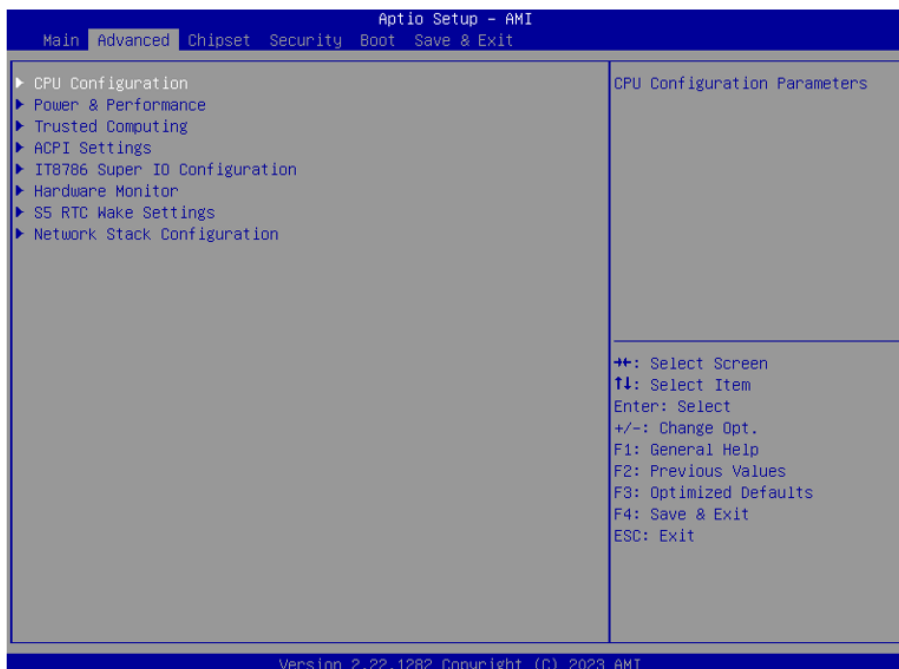 Aptio Setup – AMI
Main Advanced Chipset Security Boot Save & Exit
▶ CPU Configuration
▶ Power & Performance
▶ Trusted Computing
▶ ACPI Settings
▶ IT8786 Super IO Configuration
▶ Hardware Monitor
▶ S5 RTC Wake Settings
▶ Network Stack Configuration
CPU Configuration Parameters
→←: Select Screen
↑↓: Select Item
Enter: Select
+/-: Change Opt.
F1: General Help
F2: Previous Values
F3: Optimized Defaults
F4: Save & Exit
ESC: Exit
Version 2.22.1282 Copyright (C) 2023 AMI